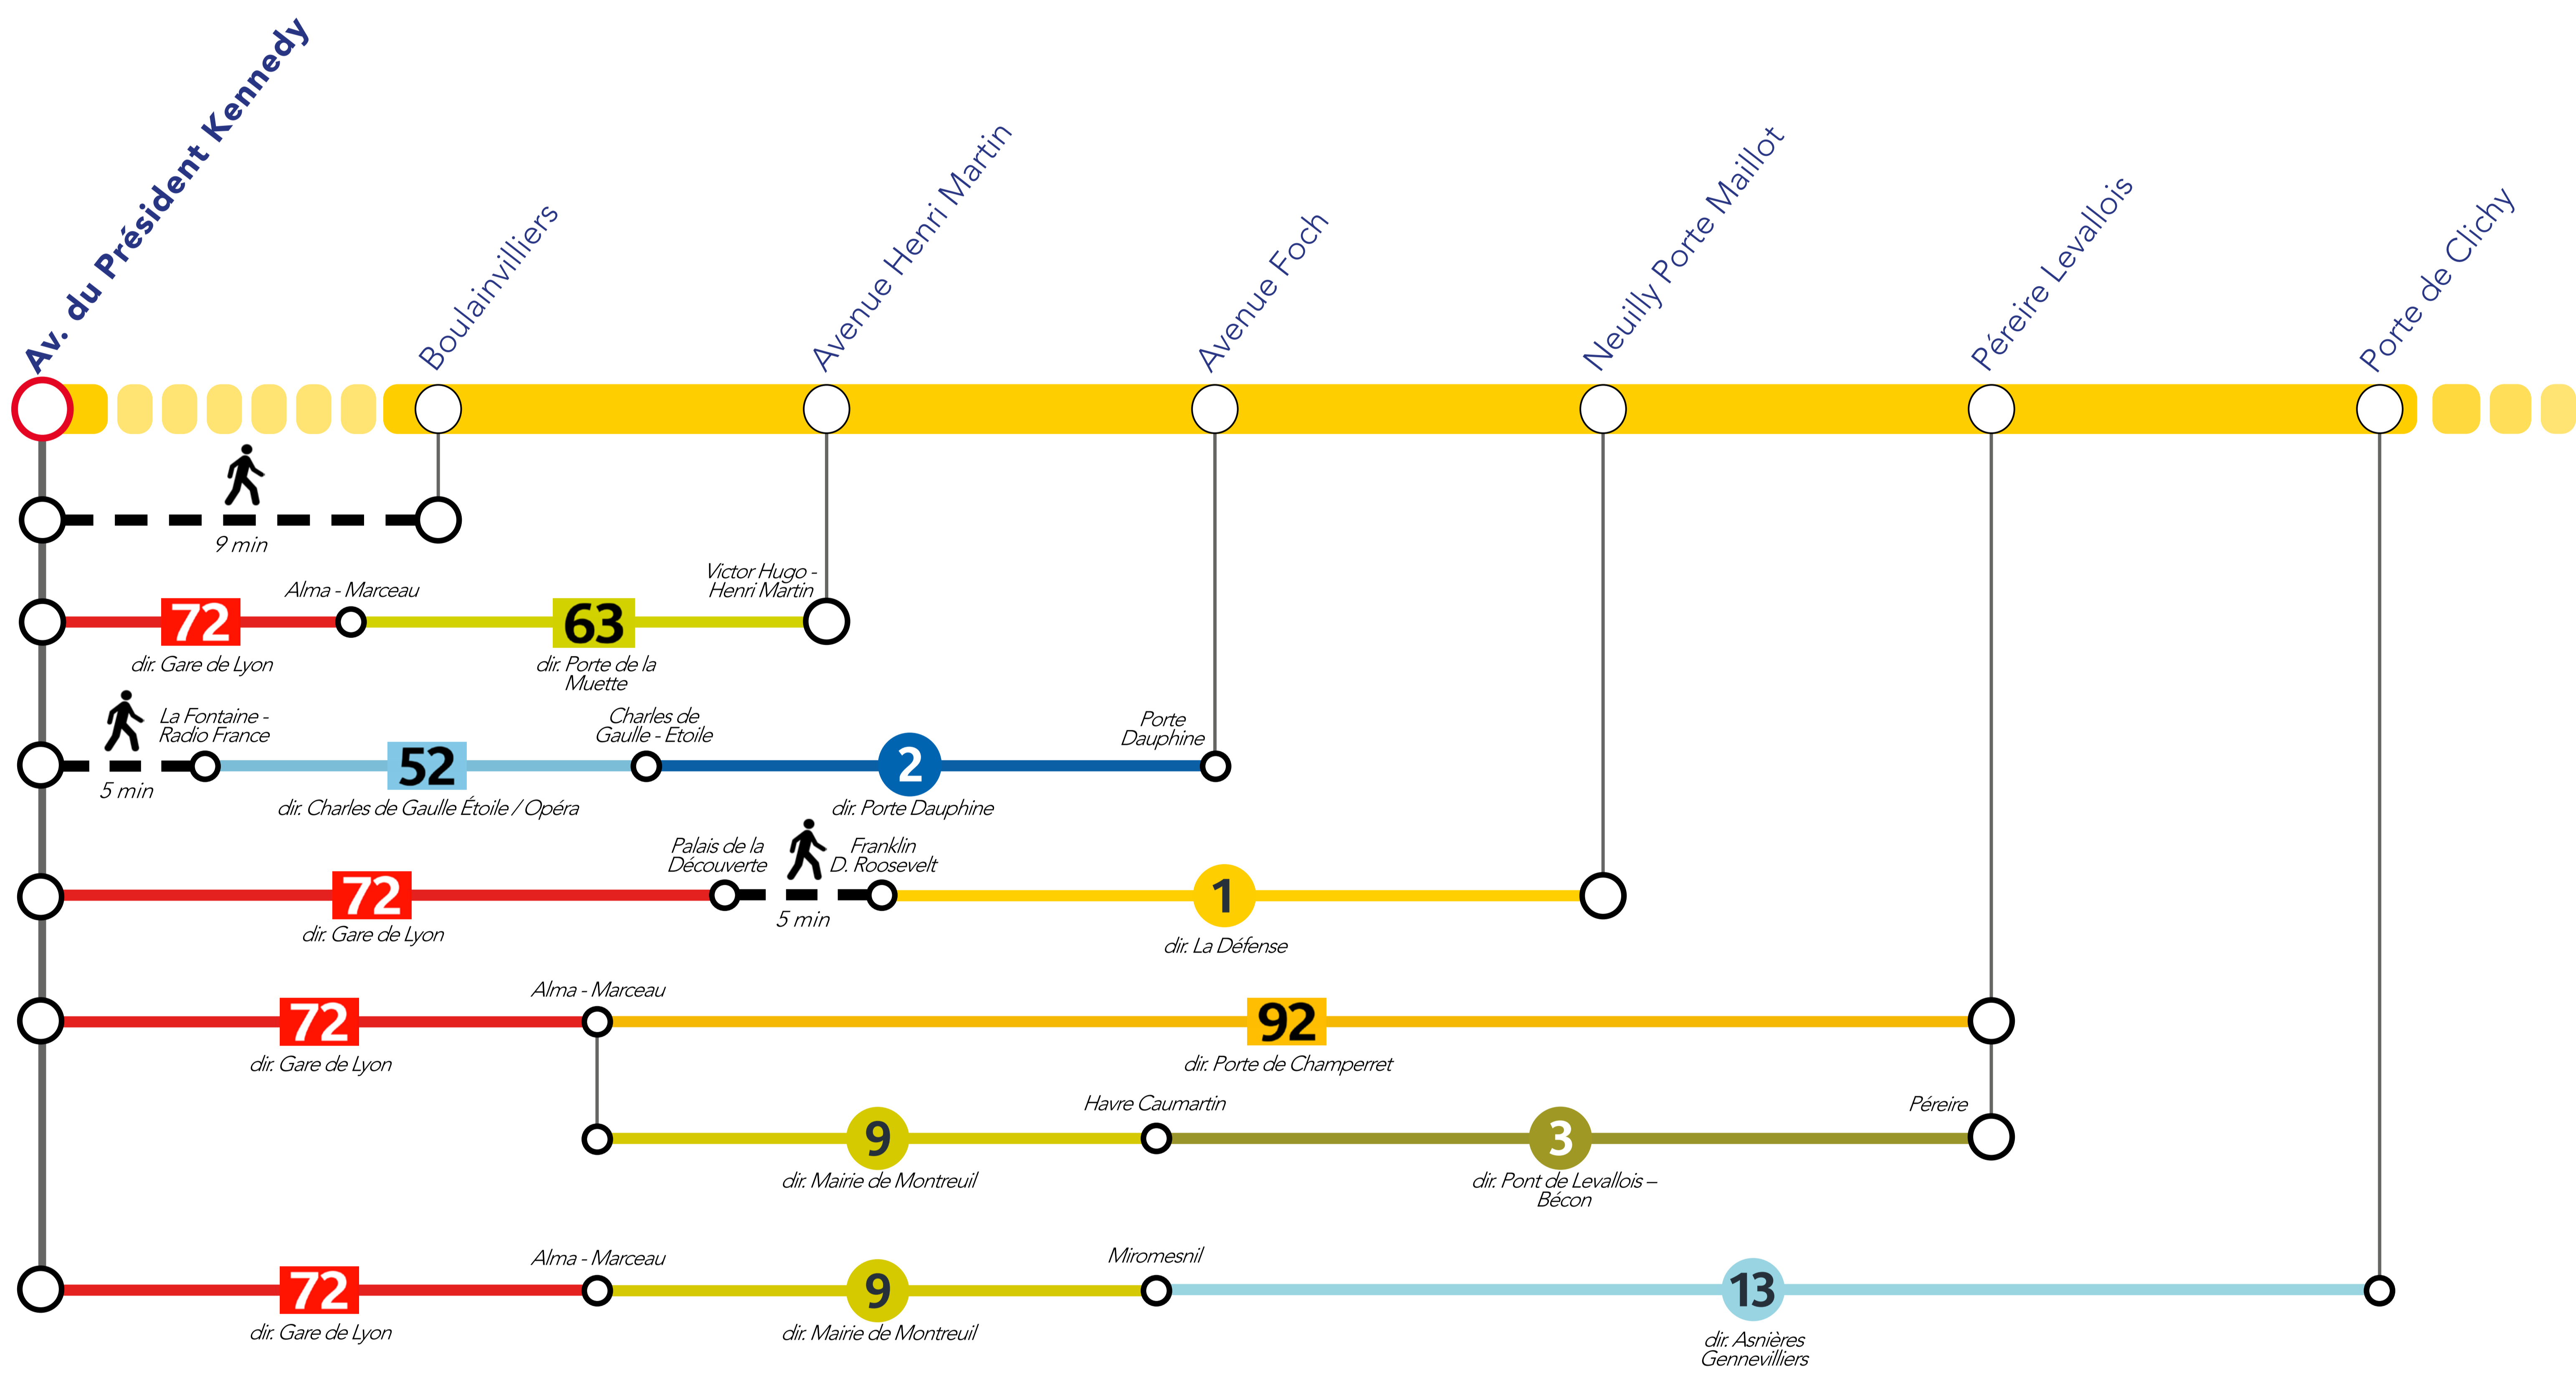 Av. du Président Kennedy
Boulainvilliers
Avenue Henri Martin
Avenue Foch
Neuilly Porte Maillot
Péreire Levallois
Porte de Clichy
9 min
72
dir. Gare de Lyon
Alma - Marceau
63
dir. Porte de la
Muette
Victor Hugo -
Henri Martin
5 min
La Fontaine -
Radio France
52
dir. Charles de Gaulle Étoile / Opéra
Charles de
Gaulle - Etoile
2
dir. Porte Dauphine
Porte
Dauphine
72
dir. Gare de Lyon
Palais de la
Découverte
5 min
Franklin
D. Roosevelt
1
dir. La Défense
72
dir. Gare de Lyon
Alma - Marceau
92
dir. Porte de Champerret
9
dir. Mairie de Montreuil
Havre Caumartin
3
dir. Pont de Levallois –
Bécon
Péreire
72
dir. Gare de Lyon
Alma - Marceau
9
dir. Mairie de Montreuil
Miromesnil
13
dir. Asnières
Gennevilliers